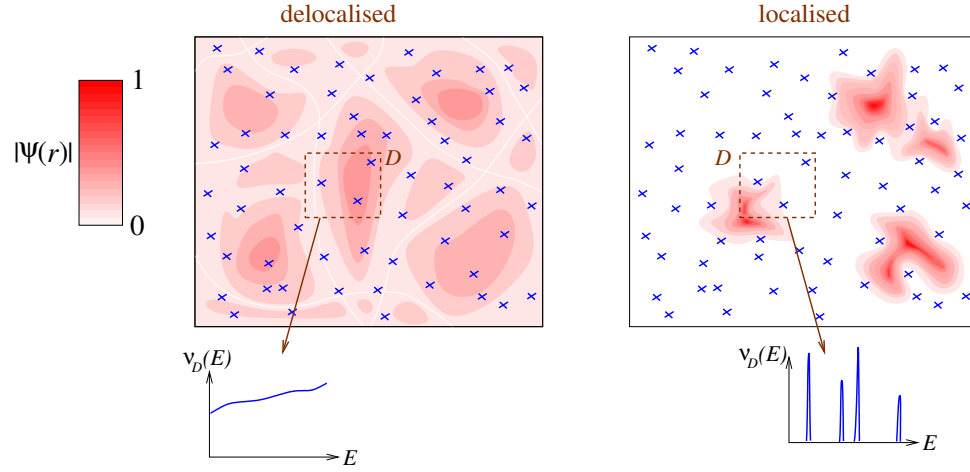 delocalised
localised
1
|Ψ(r)|
0
D
D
ν_D(E)
E
ν_D(E)
E